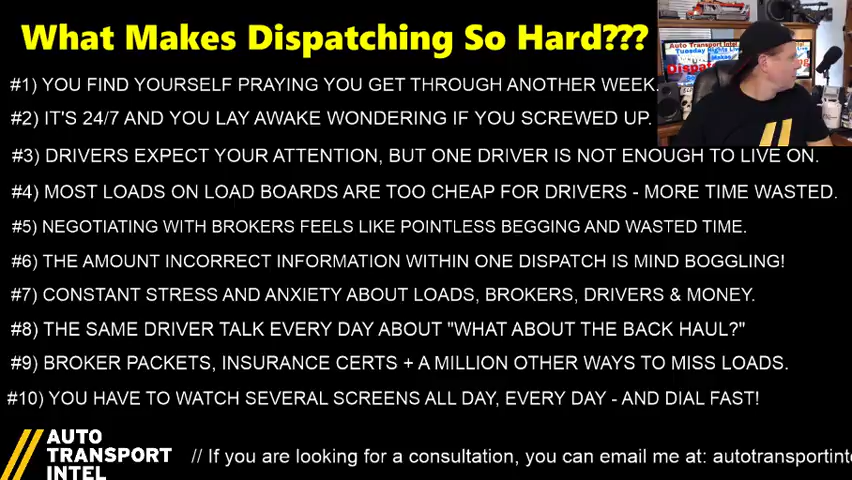 What Makes Dispatching So Hard???
Auto Transport Intel
Tuesday Nights Live
#1) YOU FIND YOURSELF PRAYING YOU GET THROUGH ANOTHER WEEK.
#2) IT'S 24/7 AND YOU LAY AWAKE WONDERING IF YOU SCREWED UP.
#3) DRIVERS EXPECT YOUR ATTENTION, BUT ONE DRIVER IS NOT ENOUGH TO LIVE ON.
#4) MOST LOADS ON LOAD BOARDS ARE TOO CHEAP FOR DRIVERS - MORE TIME WASTED.
#5) NEGOTIATING WITH BROKERS FEELS LIKE POINTLESS BEGGING AND WASTED TIME.
#6) THE AMOUNT INCORRECT INFORMATION WITHIN ONE DISPATCH IS MIND BOGGLING!
#7) CONSTANT STRESS AND ANXIETY ABOUT LOADS, BROKERS, DRIVERS & MONEY.
#8) THE SAME DRIVER TALK EVERY DAY ABOUT "WHAT ABOUT THE BACK HAUL?"
#9) BROKER PACKETS, INSURANCE CERTS + A MILLION OTHER WAYS TO MISS LOADS.
#10) YOU HAVE TO WATCH SEVERAL SCREENS ALL DAY, EVERY DAY - AND DIAL FAST!
AUTO
TRANSPORT
INTEL
// If you are looking for a consultation, you can email me at: autotransportinte